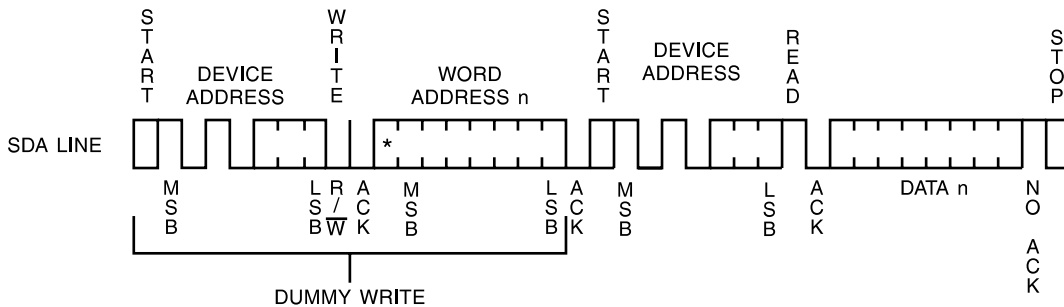 START
DEVICE
ADDRESS
WRITE
WORD
ADDRESS n
START
DEVICE
ADDRESS
READ
STOP
SDA LINE
*
MSB
LSB
R/W̅
ACK
MSB
LSB
ACK
MSB
LSB
ACK
DATA n
NO ACK
DUMMY WRITE